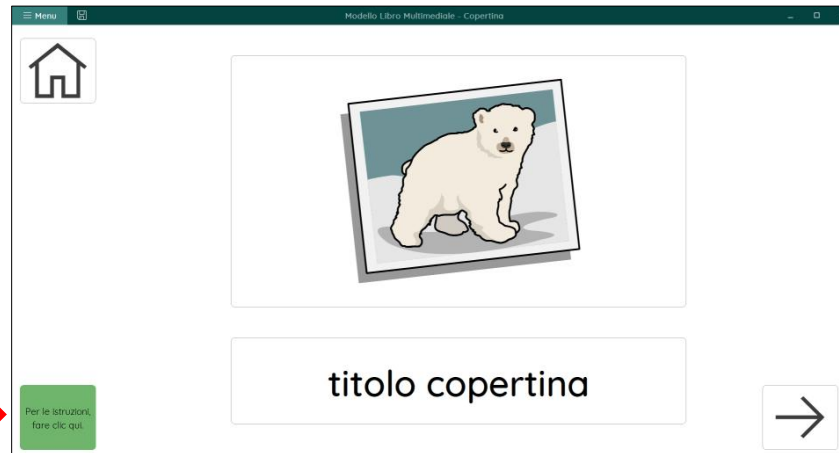 Menu
Modello Libro Multimediale - Copertina
titolo copertina
Per le istruzioni,
fare clic qui.